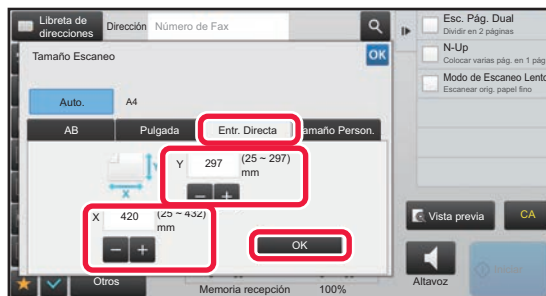 Libreta de
direcciones
Dirección
Número de Fax
Tamaño Escaneo
OK
Auto.
A4
AB
Pulgada
Entr. Directa
Tamaño Person.
Y
297
(25 ~ 297)
mm
Y
X
X
420
(25 ~ 432)
mm
OK
Otros
Memoria recepción
100%
Esc. Pág. Dual
Dividir en 2 páginas
N-Up
Colocar varias pág. en 1 pág
Modo de Escaneo Lento
Escanear orig. papel fino
Vista previa
CA
Altavoz